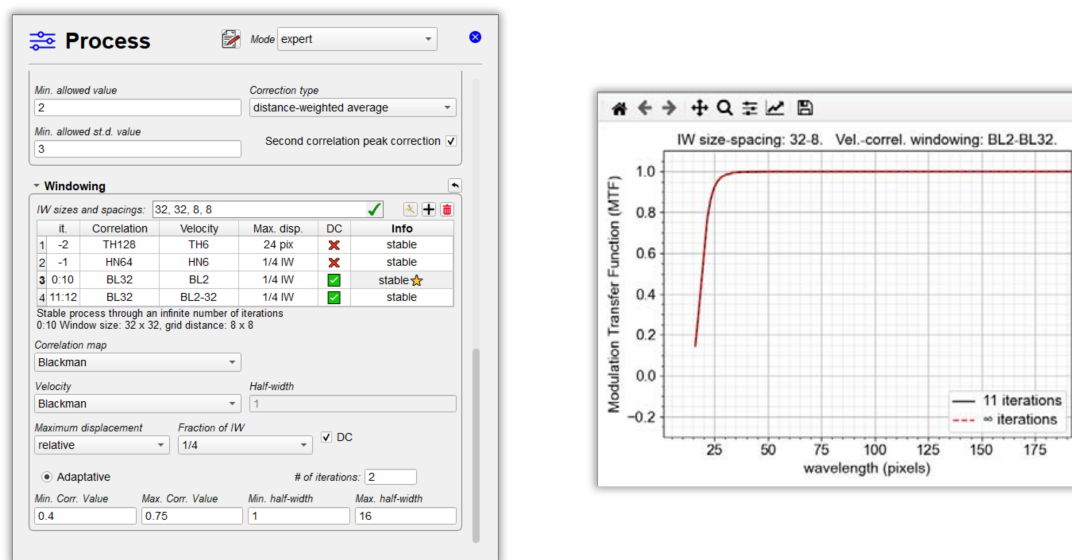 Process
Mode expert
Min. allowed value
Correction type
2
distance-weighted average
Min. allowed st.d. value
3
Second correlation peak correction
Windowing
IW sizes and spacings: 32, 32, 8, 8
it. Correlation Velocity Max. disp. DC Info
1 -2 TH128 TH6 24 pix stable
2 -1 HN64 HN6 1/4 IW stable
3 0:10 BL32 BL2 1/4 IW stable
4 11:12 BL32 BL2-32 1/4 IW stable
Stable process through an infinite number of iterations
0:10 Window size: 32 x 32, grid distance: 8 x 8
Correlation map
Blackman
Velocity
Half-width
Blackman
1
Maximum displacement
Fraction of IW
relative
1/4
DC
Adaptative
# of iterations: 2
Min. Corr. Value
Max. Corr. Value
Min. half-width
Max. half-width
0.4
0.75
1
16
IW size-spacing: 32-8. Vel.-correl. windowing: BL2-BL32.
Modulation Transfer Function (MTF)
1.0
0.8
0.6
0.4
0.2
0.0
−0.2
11 iterations
∞ iterations
25 50 75 100 125 150 175
wavelength (pixels)